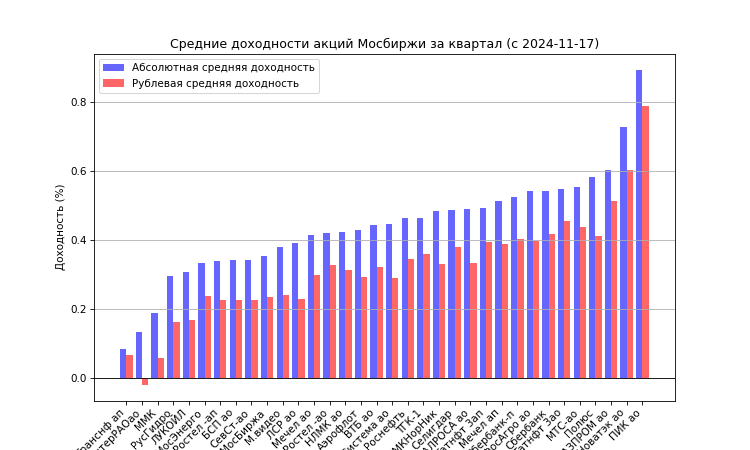 Средние доходности акций Мосбиржи за квартал (с 2024-11-17)
Абсолютная средняя доходность
Рублевая средняя доходность
Доходность (%)
0.8
0.6
0.4
0.2
0.0
ММК
РусГидро
ЛУКОЙЛ
Ростел -ап
БСП ао
СевСт-ао
МосБиржа
М.видео
ЛСР ао
Мечел ао
Ростел -ао
НЛМК ао
Аэрофлот
ВТБ ао
Роснефть
ТГК-1
Селигдар
Мечел ап
Сбербанк
МТС-ао
Полюс
ПИК ао